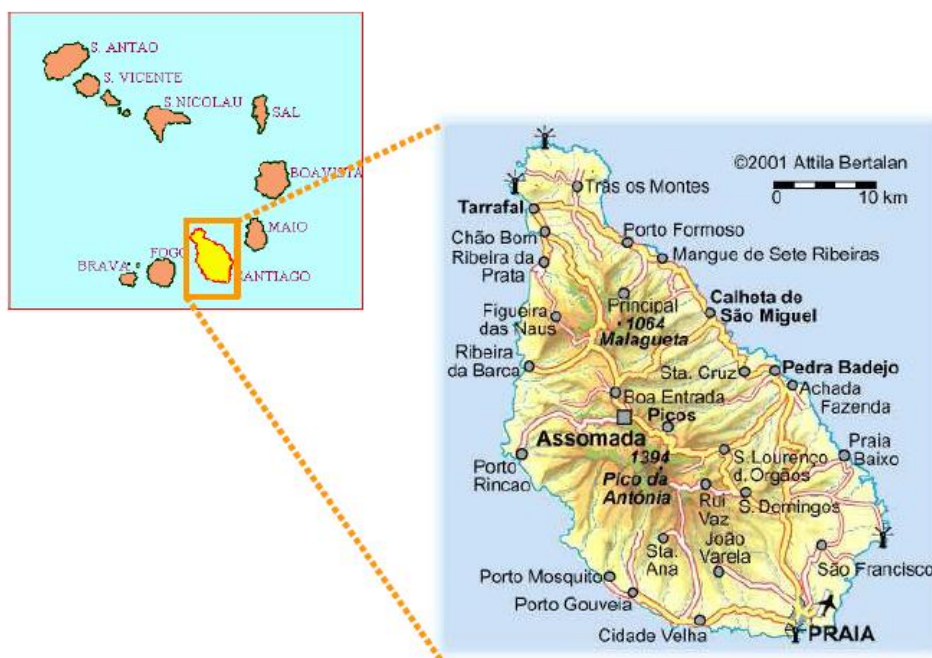 S. ANTAO
S. VICENTE
S.NICOLAU
SAL
BOAVISTA
MAIO
FOGO
BRAVA
ANTIAGO
©2001 Attila Bertalan
0
10 km
Trás os Montes
Tarrafal
Porto Formoso
Chão Bom
Ribeira da
Prata
Mangue de Sete Ribeiras
Principal
Calheta de
São Miguel
Figueira
das Naus
1064
Malagueta
Ribeira
da Barca
Sta. Cruz
Pedra Badejo
Achada
Fazenda
Boa Entrada
Picos
Assomada
Praia
Baixo
1394
S. Lourenço
d. Orgãos
Porto
Rincao
Pico da
Antónia
Rui
Vaz
S. Domingos
Sta.
Ana
João
Varela
São Francisco
Porto Mosquito
Porto Gouveia
Cidade Velha
PRAIA